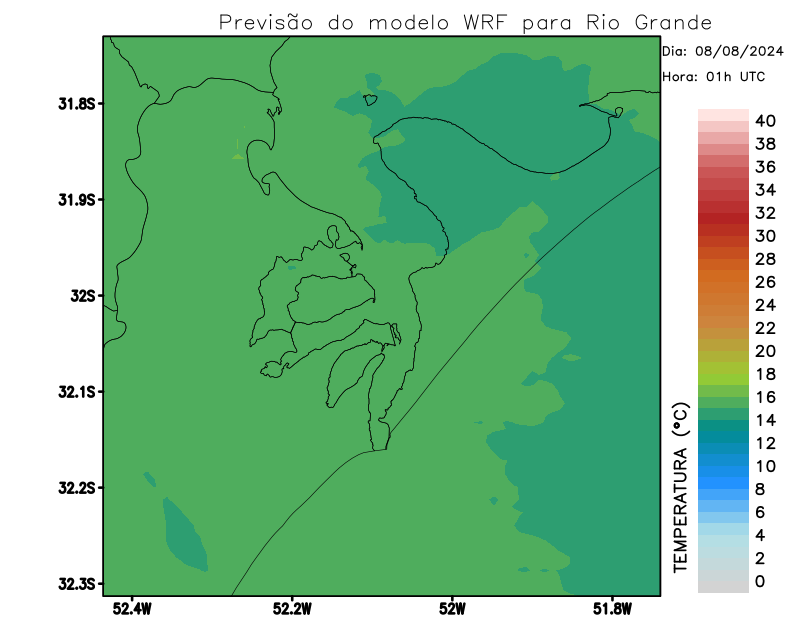 Previsão do modelo WRF para Rio Grande
Dia: 08/08/2024
Hora: 01h UTC
31.8S
31.9S
32S
32.1S
32.2S
32.3S
52.4W
52.2W
52W
51.8W
TEMPERATURA (°C)
40
38
36
34
32
30
28
26
24
22
20
18
16
14
12
10
8
6
4
2
0